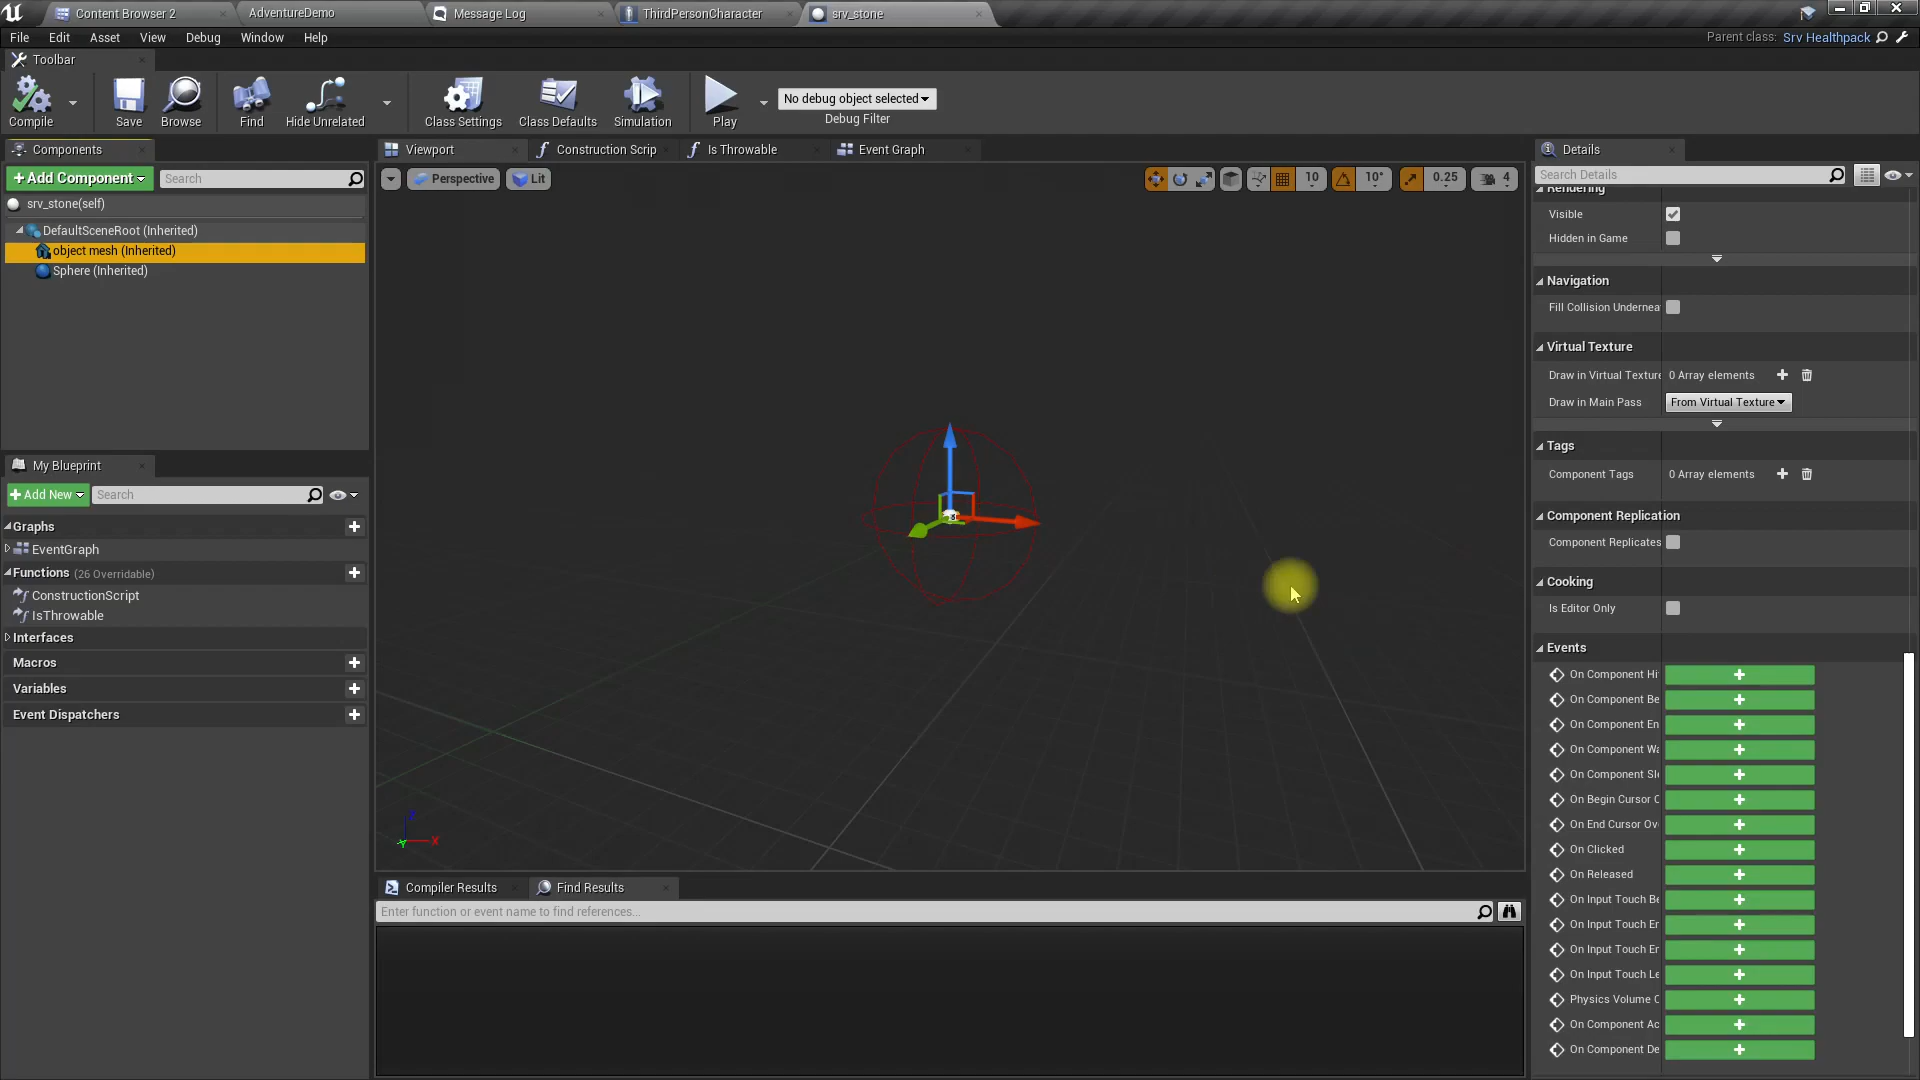 Content Browser 2
AdventureDemo
Message Log
ThirdPersonCharacter
srv_stone
File
Edit
Asset
View
Debug
Window
Help
Parent class:
Srv Healthpack
Toolbar
Compile
Save
Browse
Find
Hide Unrelated
Class Settings
Class Defaults
Simulation
Play
No debug object selected
Debug Filter
Components
+ Add Component
Search
srv_stone(self)
DefaultSceneRoot (Inherited)
object mesh (Inherited)
Sphere (Inherited)
My Blueprint
+ Add New
Search
Graphs
EventGraph
Functions (26 Overridable)
ConstructionScript
IsThrowable
Interfaces
Macros
Variables
Event Dispatchers
Viewport
Construction Scrip
Is Throwable
Event Graph
Perspective
Lit
10
10°
0.25
4
Z
X
Y
Compiler Results
Find Results
Enter function or event name to find references...
Details
Search Details
Rendering
Visible
Hidden in Game
Navigation
Fill Collision Undernea
Virtual Texture
Draw in Virtual Texture
0 Array elements
Draw in Main Pass
From Virtual Texture
Tags
Component Tags
0 Array elements
Component Replication
Component Replicates
Cooking
Is Editor Only
Events
On Component Hi
On Component Be
On Component En
On Component Wa
On Component Sle
On Begin Cursor O
On End Cursor Ov
On Clicked
On Released
On Input Touch Be
On Input Touch En
On Input Touch En
On Input Touch Le
Physics Volume C
On Component Ac
On Component De